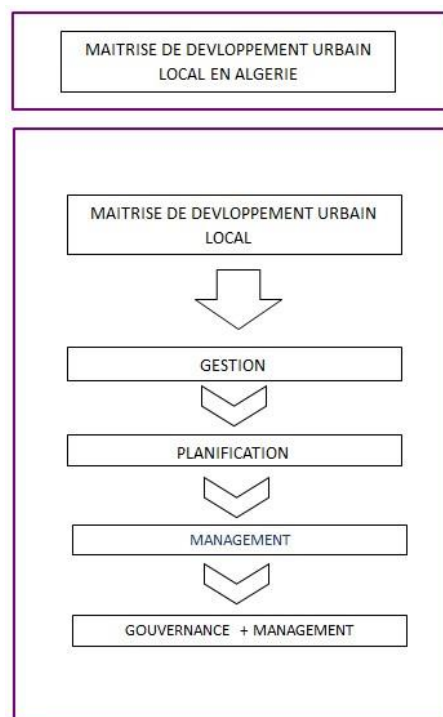 MAITRISE DE DEVLOPPEMENT URBAIN
LOCAL EN ALGERIE
MAITRISE DE DEVLOPPEMENT URBAIN
LOCAL
GESTION
PLANIFICATION
MANAGEMENT
GOUVERNANCE + MANAGEMENT